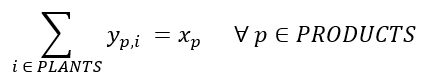 ∑ y_{p,i} = x_p ∀ p ∈ PRODUCTS
i ∈ PLANTS